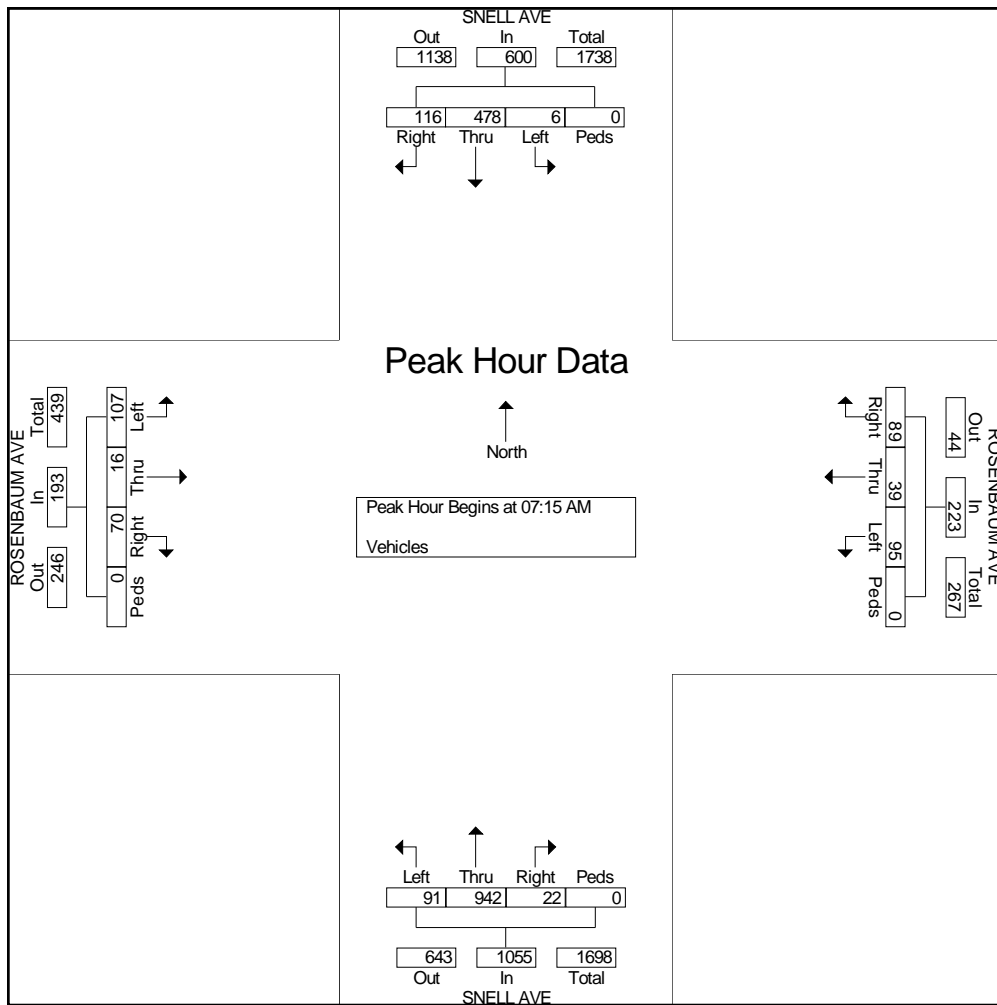 SNELL AVE
Out In Total
1138 600 1738
116 478 6 0
Right Thru Left Peds
Peak Hour Data
North
Peak Hour Begins at 07:15 AM
Vehicles
ROSENBAUM AVE
Total In Out
439 193 246
107 16 70 0
Left Thru Right Peds
ROSENBAUM AVE
Out In Total
44 223 267
89 39 95 0
Right Thru Left Peds
Left Thru Right Peds
91 942 22 0
643 1055 1698
Out In Total
SNELL AVE